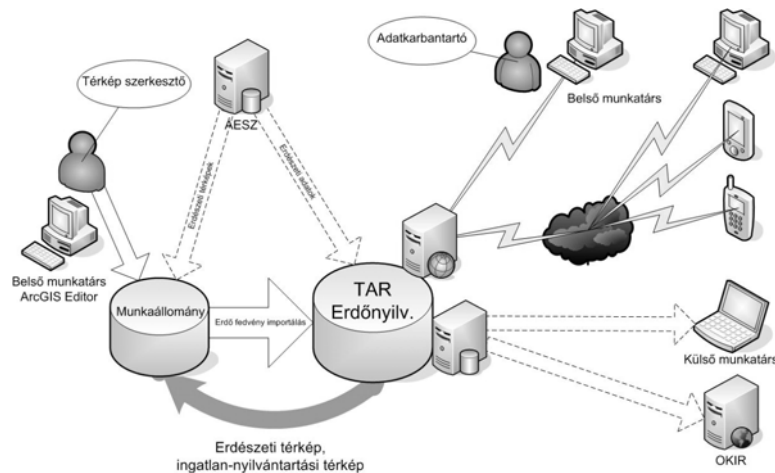 Adatkarbantartó
Térkép szerkesztő
AESZ
Belső munkatárs
Erdészeti térképek
Erdészeti adatok
Belső munkatárs
ArcGIS Editor
Munkaállomány
Erdő fedvény importálás
TAR
Erdőnyilv.
Külső munkatárs
OKIR
Erdészeti térkép,
ingatlan-nyilvántartási térkép